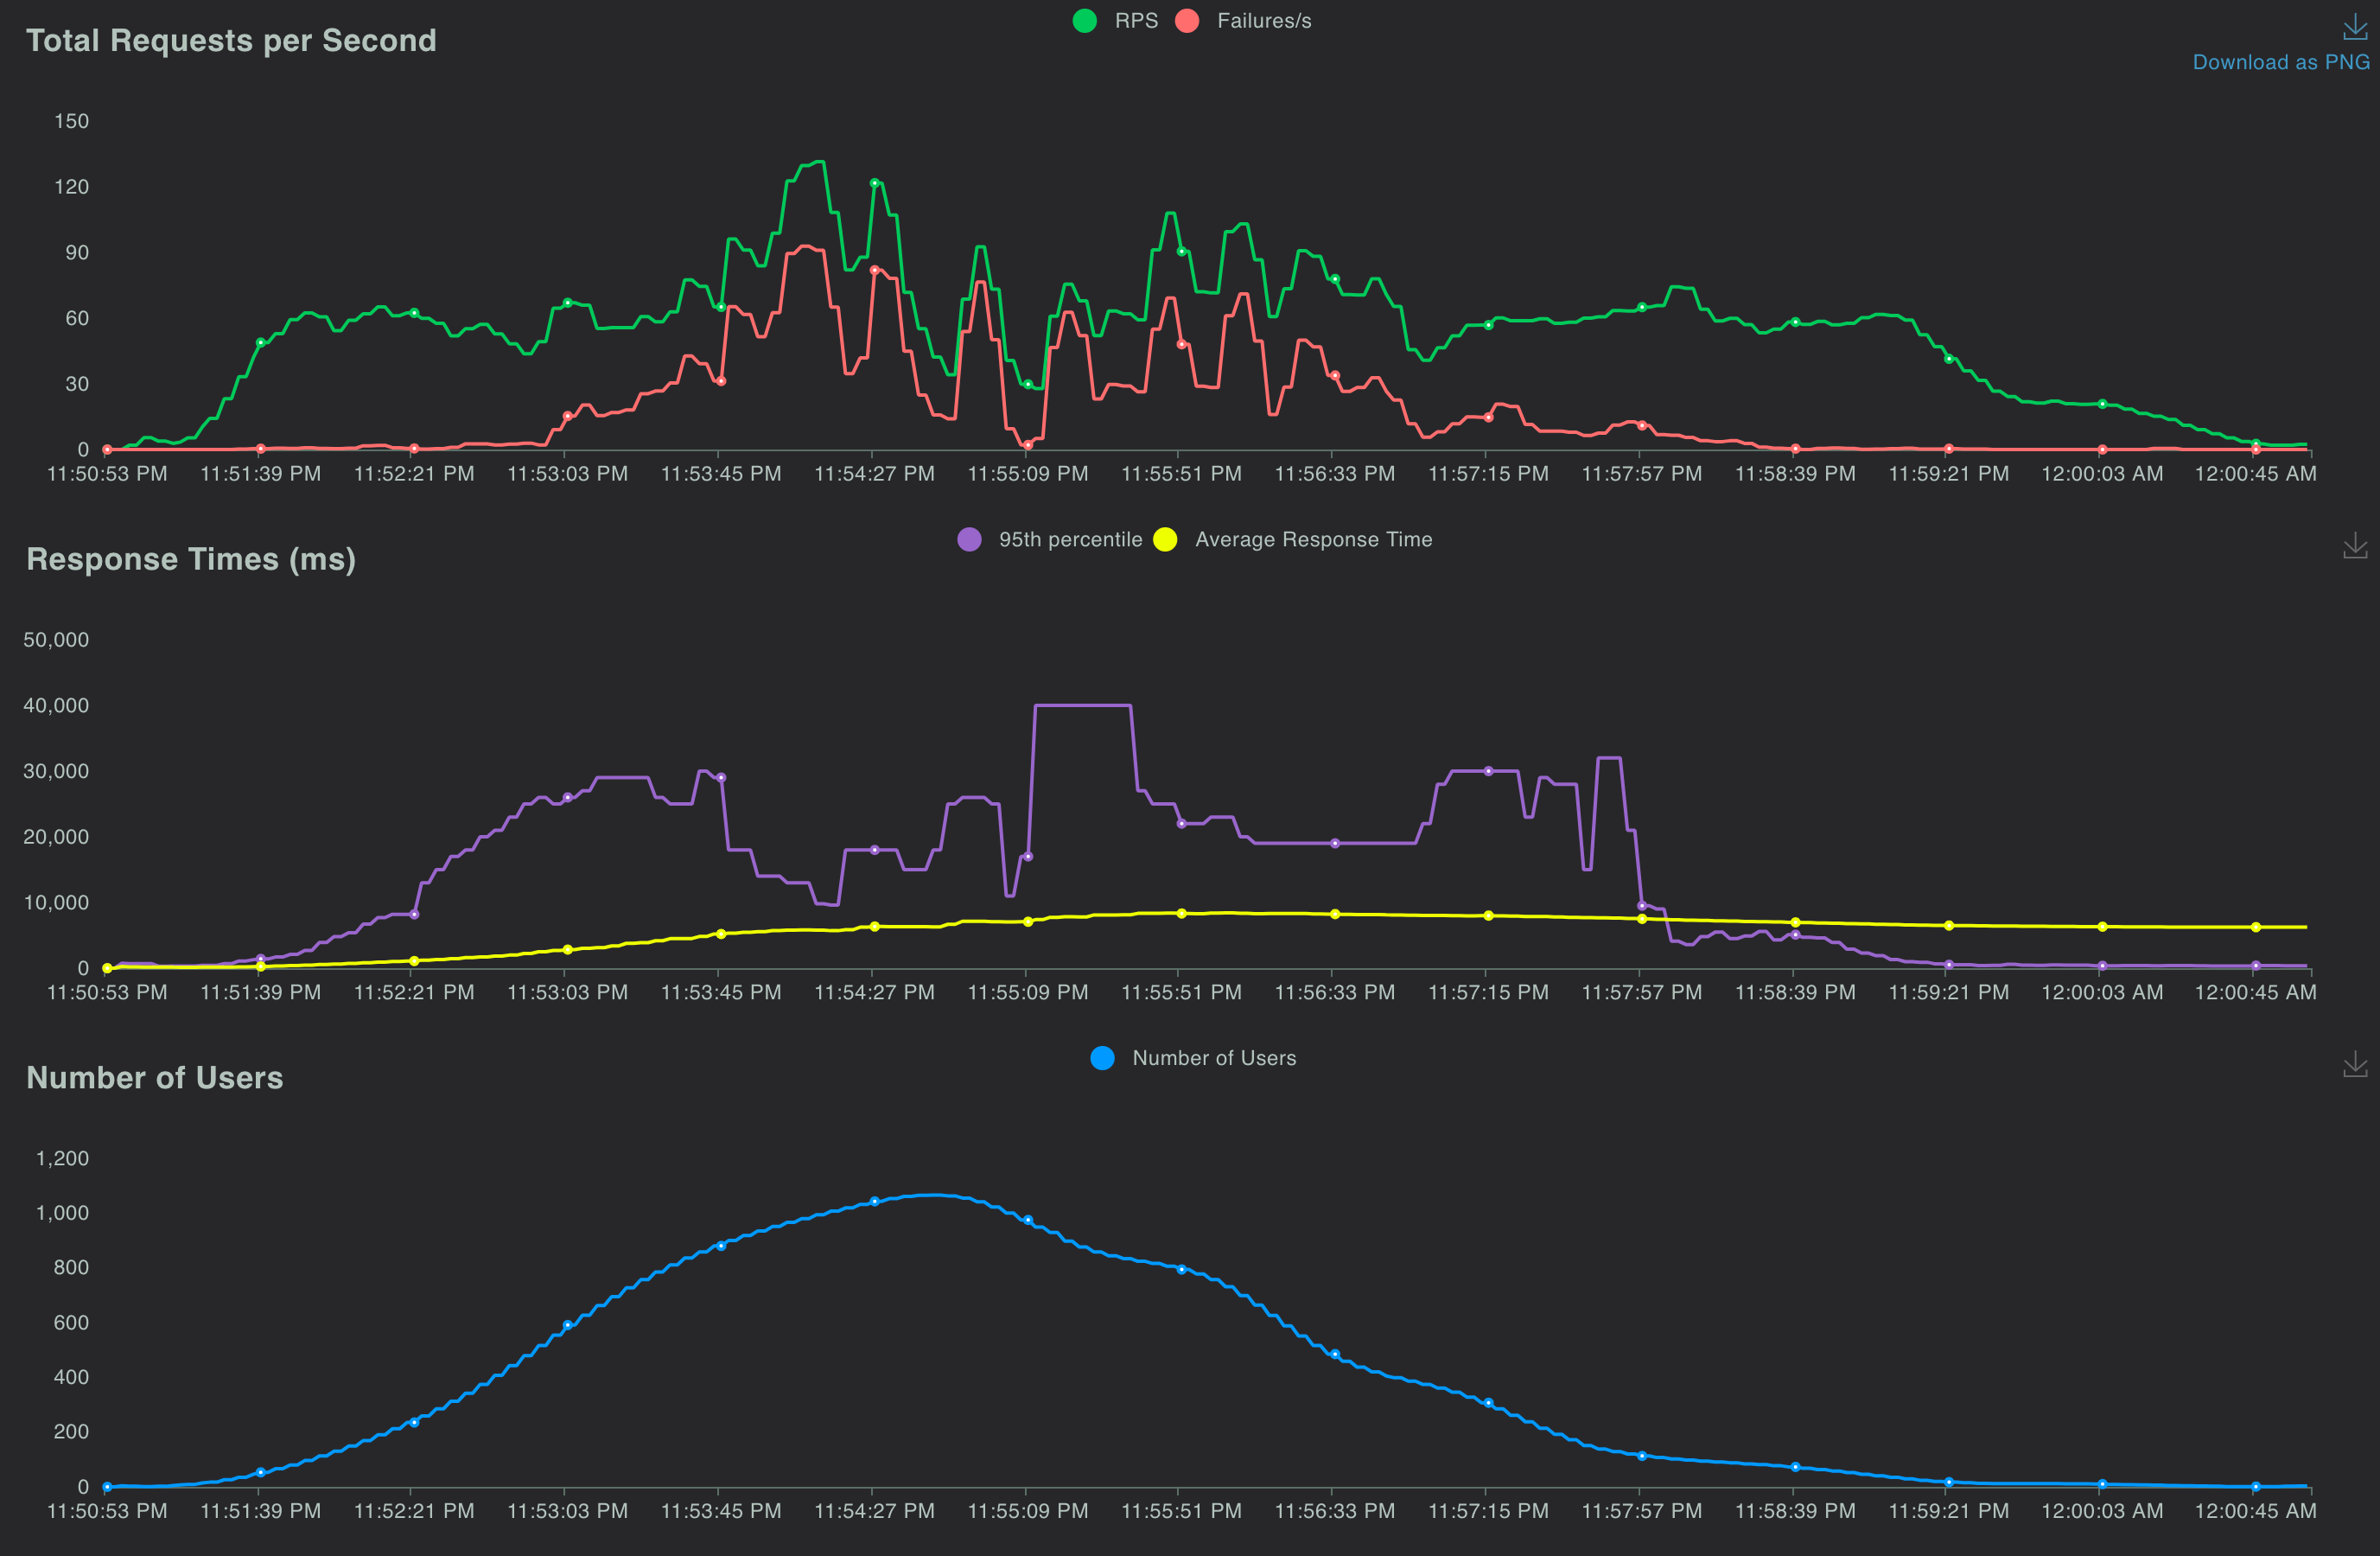 RPS Failures/s
Total Requests per Second
Download as PNG
150
120
90
60
30
0
11:50:53 PM 11:51:39 PM 11:52:21 PM 11:53:03 PM 11:53:45 PM 11:54:27 PM 11:55:09 PM 11:55:51 PM 11:56:33 PM 11:57:15 PM 11:57:57 PM 11:58:39 PM 11:59:21 PM 12:00:03 AM 12:00:45 AM
95th percentile Average Response Time
Response Times (ms)
50,000
40,000
30,000
20,000
10,000
0
11:50:53 PM 11:51:39 PM 11:52:21 PM 11:53:03 PM 11:53:45 PM 11:54:27 PM 11:55:09 PM 11:55:51 PM 11:56:33 PM 11:57:15 PM 11:57:57 PM 11:58:39 PM 11:59:21 PM 12:00:03 AM 12:00:45 AM
Number of Users
Number of Users
1,200
1,000
800
600
400
200
0
11:50:53 PM 11:51:39 PM 11:52:21 PM 11:53:03 PM 11:53:45 PM 11:54:27 PM 11:55:09 PM 11:55:51 PM 11:56:33 PM 11:57:15 PM 11:57:57 PM 11:58:39 PM 11:59:21 PM 12:00:03 AM 12:00:45 AM